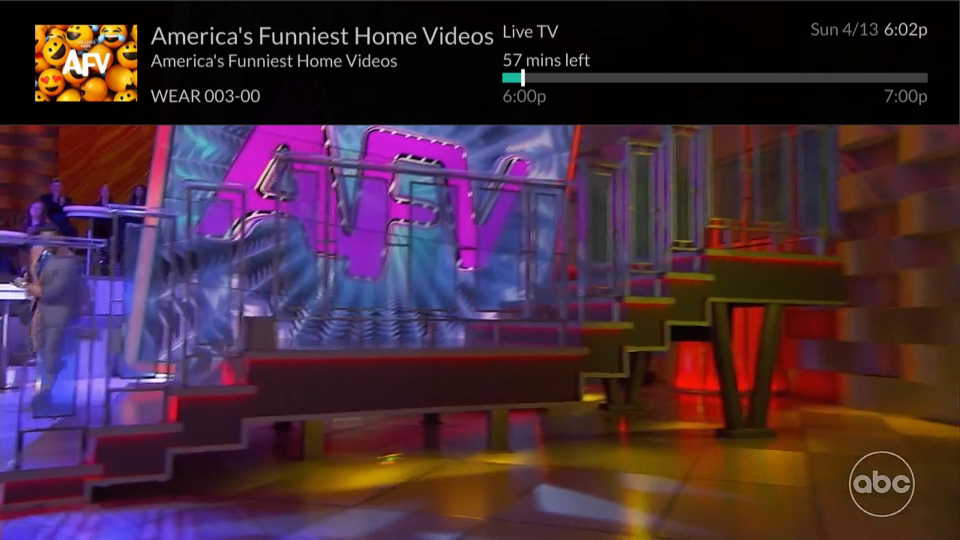 AFV
America's Funniest Home Videos
America's Funniest Home Videos
WEAR 003-00
Live TV
57 mins left
6:00p
7:00p
Sun 4/13 6:02p
AFV
abc